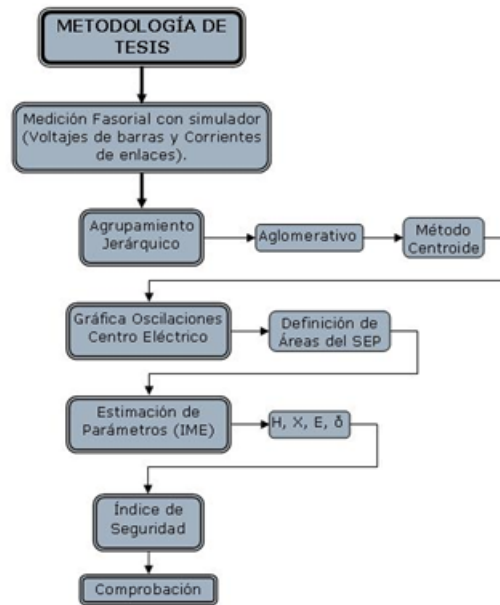 METODOLOGÍA DE
TESIS
Medición Fasorial con simulador
(Voltajes de barras y Corrientes
de enlaces).
Agrupamiento
Jerárquico
Aglomerativo
Método
Centroide
Gráfica Oscilaciones
Centro Eléctrico
Definición de
Áreas del SEP
Estimación de
Parámetros (IME)
H, X, E, δ
Índice de
Seguridad
Comprobación